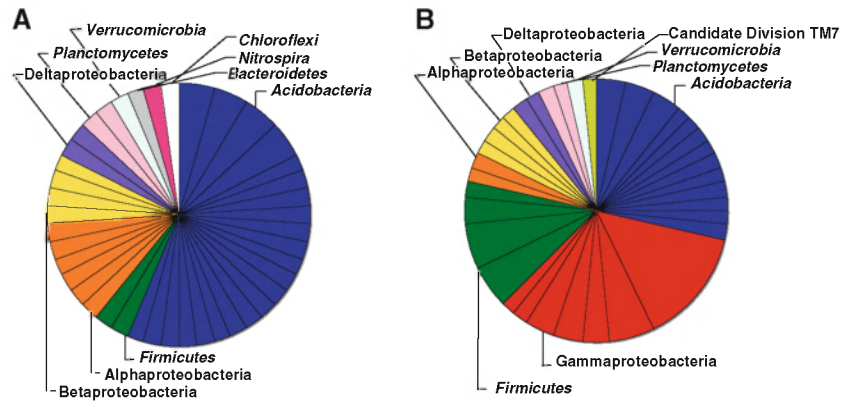 A
Verrucomicrobia
Chloroflexi
Planctomycetes
Nitrospira
Deltaproteobacteria
Bacteroidetes
Acidobacteria
Firmicutes
Alphaproteobacteria
Betaproteobacteria
B
Deltaproteobacteria
Candidate Division TM7
Betaproteobacteria
Verrucomicrobia
Alphaproteobacteria
Planctomycetes
Acidobacteria
Gammaproteobacteria
Firmicutes